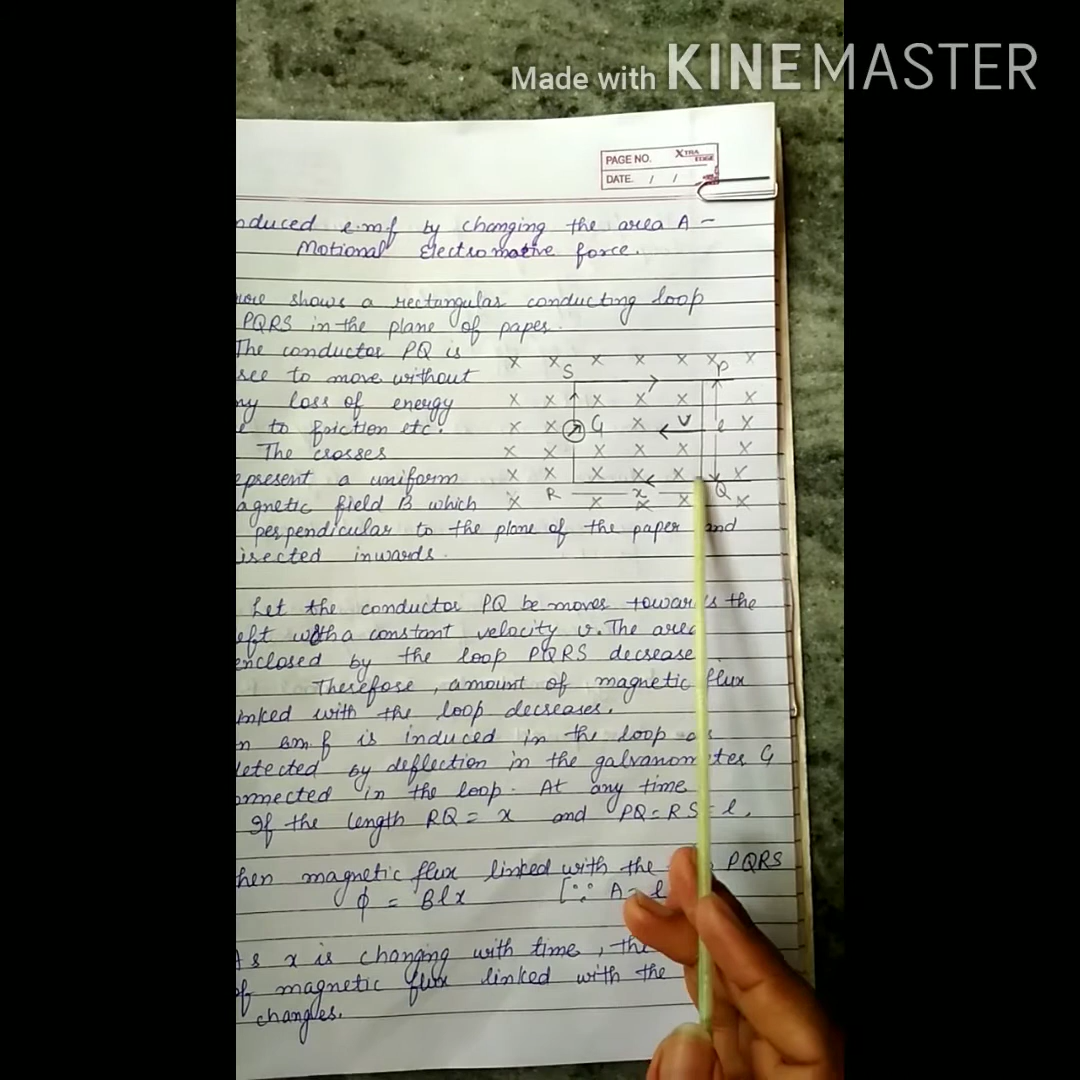 Made with KINEMASTER
PAGE NO.
XTRA EDGE
DATE. / /
nduced e.m.f by changing the area A –
Motional Electromotive force.
shows a rectangular conducting loop
PQRS in the plane of paper.
The conductor PQ is
ree to move without
ny loss of energy
e to friction etc.
The crosses
epresent a uniform
agnetic field B which
perpendicular to the plane of the paper and
irected inwards.
x x x x x x x
S P
x x x x x x
x x G x v l x
x x x x x x
x x x x x x
R x Q
x x x x x
Let the conductor PQ be moves towards the
eft with a constant velocity v. The area
enclosed by the loop PQRS decrease
Therefore, amount of magnetic flux
inked with the loop decreases.
n emf is induced in the loop as
detected by deflection in the galvanometer G
onnected in the loop. At any time
If the length RQ = x and PQ = RS = l,
hen magnetic flux linked with the PQRS
ϕ = Blx [∵ A = l
As x is changing with time, the
of magnetic flux linked with the
changes.